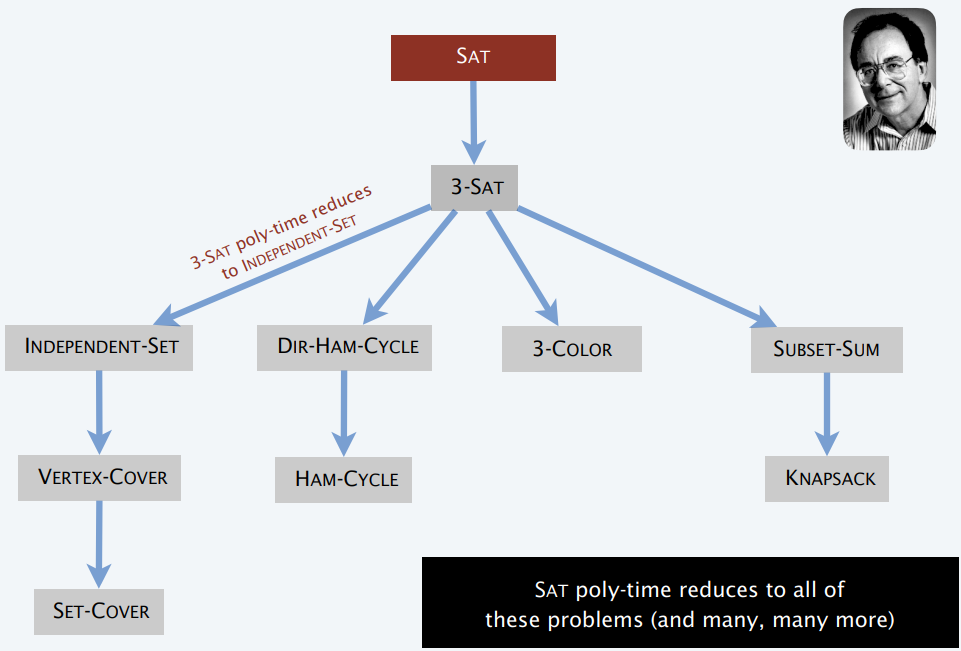 SAT
3-SAT
3-SAT poly-time reduces
to INDEPENDENT-SET
INDEPENDENT-SET
DIR-HAM-CYCLE
3-COLOR
SUBSET-SUM
VERTEX-COVER
HAM-CYCLE
KNAPSACK
SET-COVER
SAT poly-time reduces to all of
these problems (and many, many more)